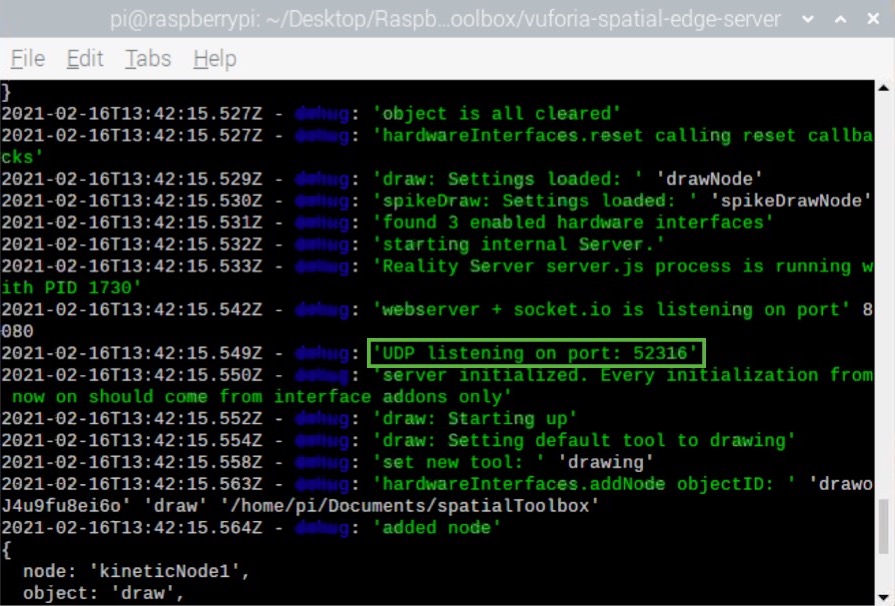 pi@raspberrypi: ~/Desktop/Raspb...oolbox/vuforia-spatial-edge-server
File Edit Tabs Help
}
2021-02-16T13:42:15.527Z - debug: 'object is all cleared'
2021-02-16T13:42:15.527Z - debug: 'hardwareInterfaces.reset calling reset callba
cks'
2021-02-16T13:42:15.529Z - debug: 'draw: Settings loaded: ' 'drawNode'
2021-02-16T13:42:15.530Z - debug: 'spikeDraw: Settings loaded: ' 'spikeDrawNode'
2021-02-16T13:42:15.531Z - debug: 'found 3 enabled hardware interfaces'
2021-02-16T13:42:15.532Z - debug: 'starting internal Server.'
2021-02-16T13:42:15.533Z - debug: 'Reality Server server.js process is running w
ith PID 1730'
2021-02-16T13:42:15.542Z - debug: 'webserver + socket.io is listening on port' 8
080
2021-02-16T13:42:15.549Z - debug: 'UDP listening on port: 52316'
2021-02-16T13:42:15.550Z - debug: 'server initialized. Every initialization from
now on should come from interface addons only'
2021-02-16T13:42:15.552Z - debug: 'draw: Starting up'
2021-02-16T13:42:15.554Z - debug: 'draw: Setting default tool to drawing'
2021-02-16T13:42:15.558Z - debug: 'set new tool: ' 'drawing'
2021-02-16T13:42:15.563Z - debug: 'hardwareInterfaces.addNode objectID: ' 'drawo
J4u9fu8ei6o' 'draw' '/home/pi/Documents/spatialToolbox'
2021-02-16T13:42:15.564Z - debug: 'added node'
{
node: 'kineticNode1',
object: 'draw',